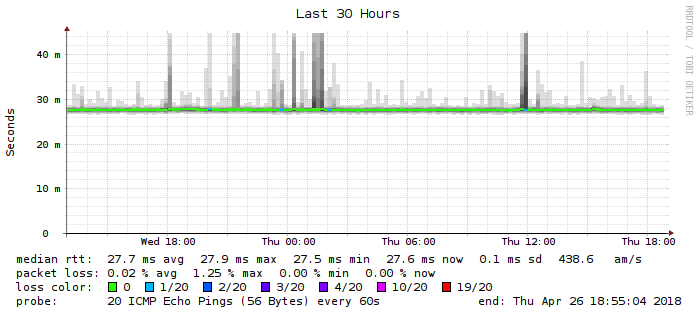 Last 30 Hours
RRDTOOL / TOBI OETIKER
Seconds
40 m
30 m
20 m
10 m
0
Wed 18:00 Thu 00:00 Thu 06:00 Thu 12:00 Thu 18:00
median rtt: 27.7 ms avg 27.9 ms max 27.5 ms min 27.6 ms now 0.1 ms sd 438.6 am/s
packet loss: 0.02 % avg 1.25 % max 0.00 % min 0.00 % now
loss color: 0 1/20 2/20 3/20 4/20 10/20 19/20
probe: 20 ICMP Echo Pings (56 Bytes) every 60s end: Thu Apr 26 18:55:04 2018